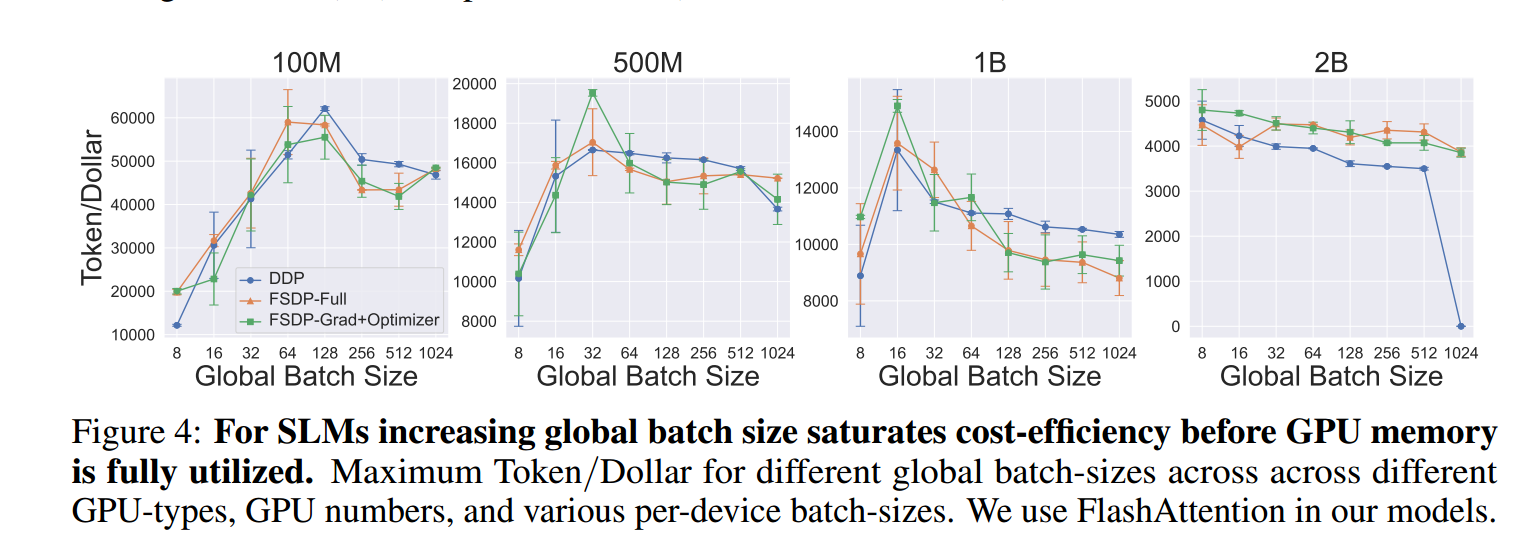 100M 500M 1B 2B
Token/Dollar
60000
50000
40000
30000
20000
10000
DDP
FSDP-Full
FSDP-Grad+Optimizer
8 16 32 64 128 256 512 1024
Global Batch Size
20000
18000
16000
14000
12000
10000
8000
8 16 32 64 128 256 512 1024
Global Batch Size
14000
12000
10000
8000
8 16 32 64 128 256 512 1024
Global Batch Size
5000
4000
3000
2000
1000
0
8 16 32 64 128 256 512 1024
Global Batch Size
Figure 4: For SLMs increasing global batch size saturates cost-efficiency before GPU memory
is fully utilized. Maximum Token/Dollar for different global batch-sizes across across different
GPU-types, GPU numbers, and various per-device batch-sizes. We use FlashAttention in our models.